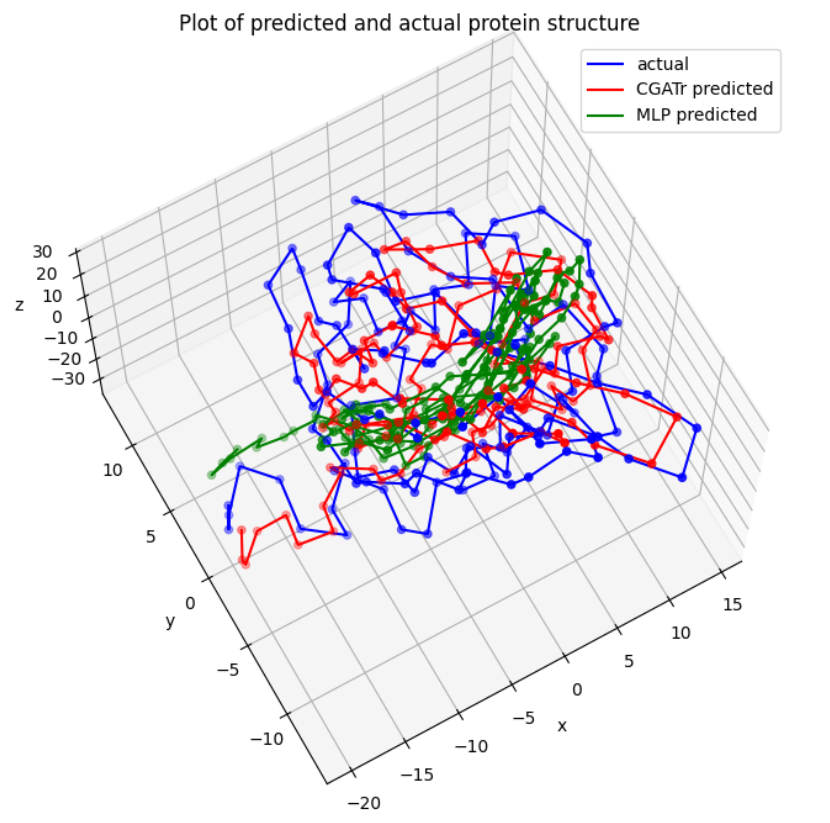 Plot of predicted and actual protein structure
actual
CGATr predicted
MLP predicted
30
20
10
0
−10
−20
−30
z
10
5
0
−5
−10
y
15
10
5
0
−5
−10
−15
−20
x